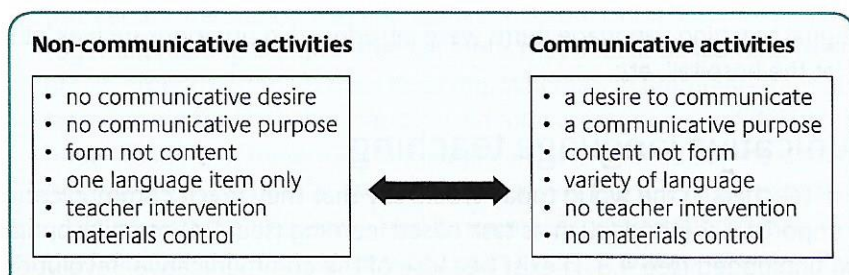 Non-communicative activities
• no communicative desire
• no communicative purpose
• form not content
• one language item only
• teacher intervention
• materials control
Communicative activities
• a desire to communicate
• a communicative purpose
• content not form
• variety of language
• no teacher intervention
• no materials control